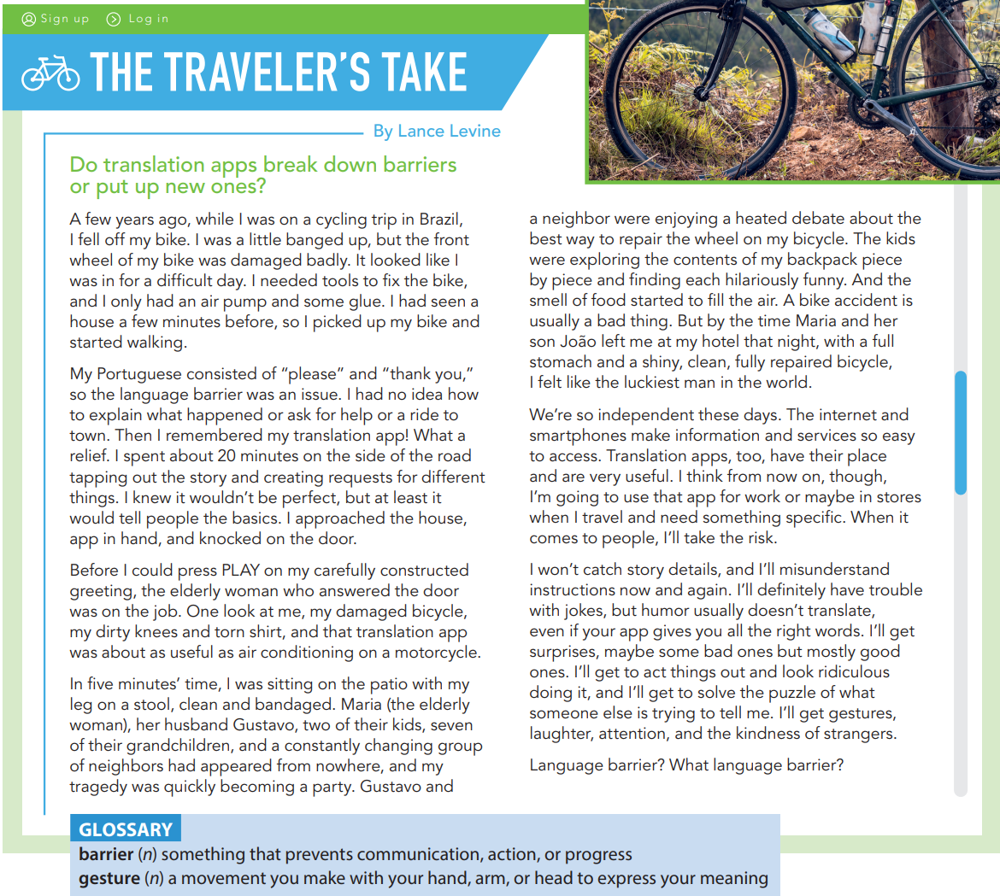 Sign up Log in
THE TRAVELER'S TAKE
By Lance Levine
Do translation apps break down barriers
or put up new ones?
A few years ago, while I was on a cycling trip in Brazil,
I fell off my bike. I was a little banged up, but the front
wheel of my bike was damaged badly. It looked like I
was in for a difficult day. I needed tools to fix the bike,
and I only had an air pump and some glue. I had seen a
house a few minutes before, so I picked up my bike and
started walking.
My Portuguese consisted of “please” and “thank you,”
so the language barrier was an issue. I had no idea how
to explain what happened or ask for help or a ride to
town. Then I remembered my translation app! What a
relief. I spent about 20 minutes on the side of the road
tapping out the story and creating requests for different
things. I knew it wouldn’t be perfect, but at least it
would tell people the basics. I approached the house,
app in hand, and knocked on the door.
Before I could press PLAY on my carefully constructed
greeting, the elderly woman who answered the door
was on the job. One look at me, my damaged bicycle,
my dirty knees and torn shirt, and that translation app
was about as useful as air conditioning on a motorcycle.
In five minutes’ time, I was sitting on the patio with my
leg on a stool, clean and bandaged. Maria (the elderly
woman), her husband Gustavo, two of their kids, seven
of their grandchildren, and a constantly changing group
of neighbors had appeared from nowhere, and my
tragedy was quickly becoming a party. Gustavo and
a neighbor were enjoying a heated debate about the
best way to repair the wheel on my bicycle. The kids
were exploring the contents of my backpack piece
by piece and finding each hilariously funny. And the
smell of food started to fill the air. A bike accident is
usually a bad thing. But by the time Maria and her
son João left me at my hotel that night, with a full
stomach and a shiny, clean, fully repaired bicycle,
I felt like the luckiest man in the world.
We’re so independent these days. The internet and
smartphones make information and services so easy
to access. Translation apps, too, have their place
and are very useful. I think from now on, though,
I’m going to use that app for work or maybe in stores
when I travel and need something specific. When it
comes to people, I’ll take the risk.
I won’t catch story details, and I’ll misunderstand
instructions now and again. I’ll definitely have trouble
with jokes, but humor usually doesn’t translate,
even if your app gives you all the right words. I’ll get
surprises, maybe some bad ones but mostly good
ones. I’ll get to act things out and look ridiculous
doing it, and I’ll get to solve the puzzle of what
someone else is trying to tell me. I’ll get gestures,
laughter, attention, and the kindness of strangers.
Language barrier? What language barrier?
GLOSSARY
barrier (n) something that prevents communication, action, or progress
gesture (n) a movement you make with your hand, arm, or head to express your meaning